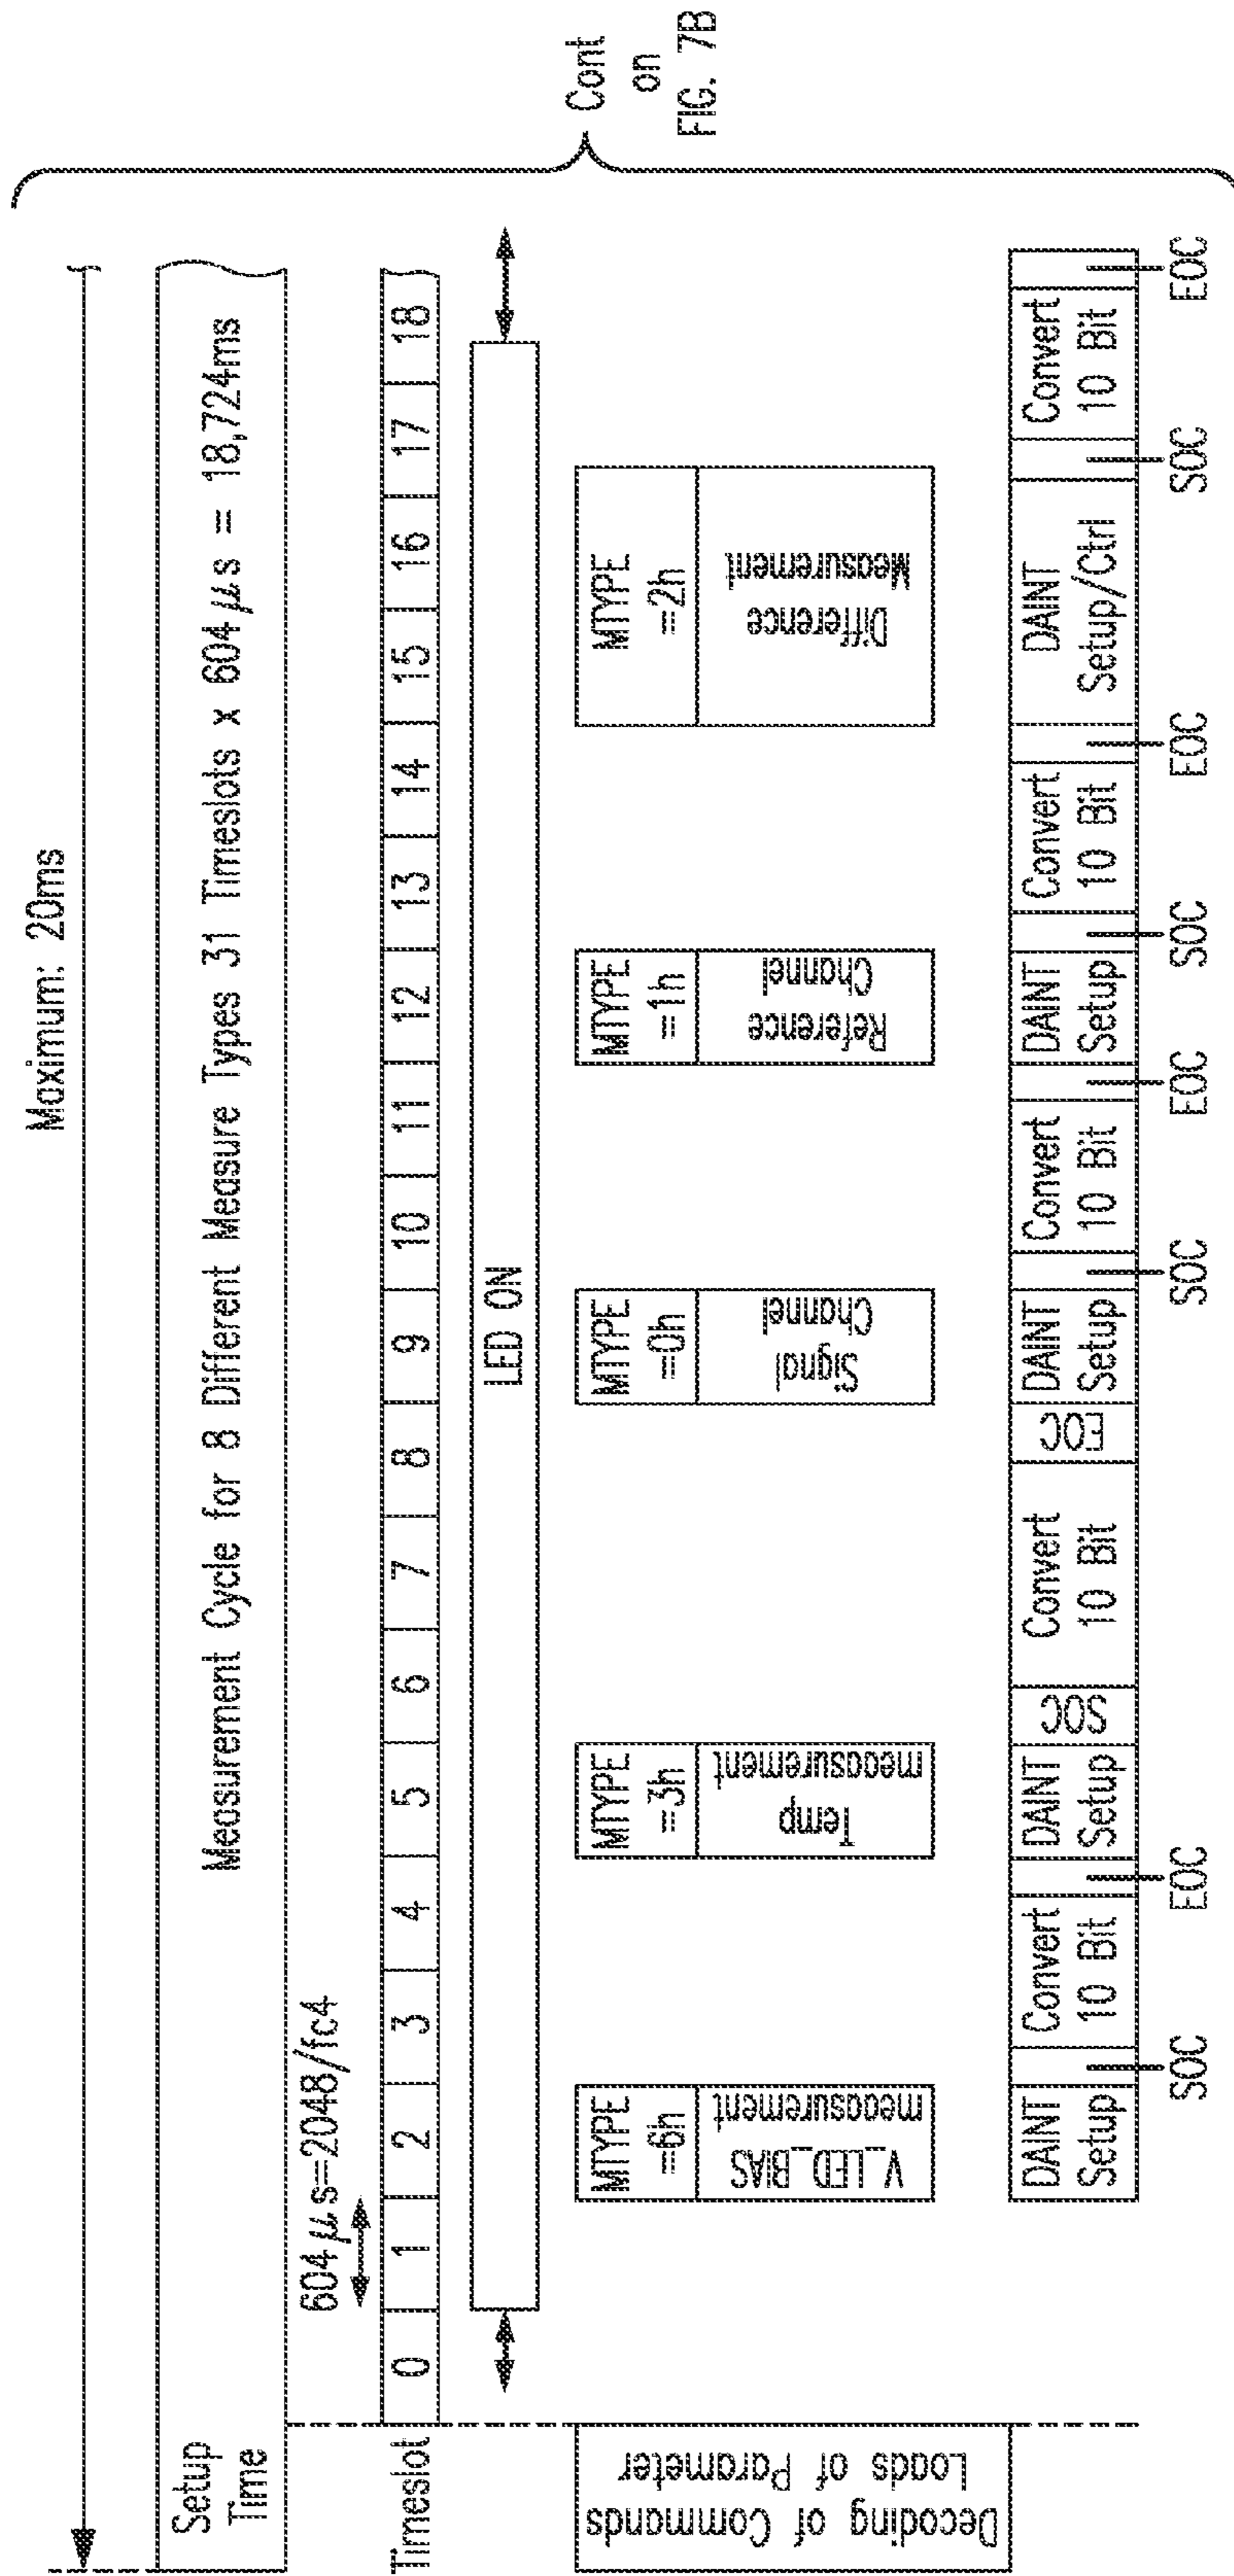 Maximum: 20ms
Setup
Time
Measurement Cycle for 8 Different Measure Types 31 Timeslots x 604 μs = 18,724ms
604 μs=2048/fc4
Timeslot
0 1 2 3 4 5 6 7 8 9 10 11 12 13 14 15 16 17 18
LED ON
Decoding of Commands
Loads of Parameter
MTYPE
=6h
V_LED_BIAS
measurement
MTYPE
=3h
Temp
measurement
MTYPE
=0h
Signal
Channel
MTYPE
=1h
Reference
Channel
MTYPE
=2h
Difference
Measurement
DAINT
Setup
SOC
Convert
10 Bit
EOC
DAINT
Setup
SOC
Convert
10 Bit
EOC
DAINT
Setup
SOC
Convert
10 Bit
EOC
DAINT
Setup
SOC
Convert
10 Bit
EOC
DAINT
Setup/Ctrl
SOC
Convert
10 Bit
EOC
Cont
on
FIG. 7B